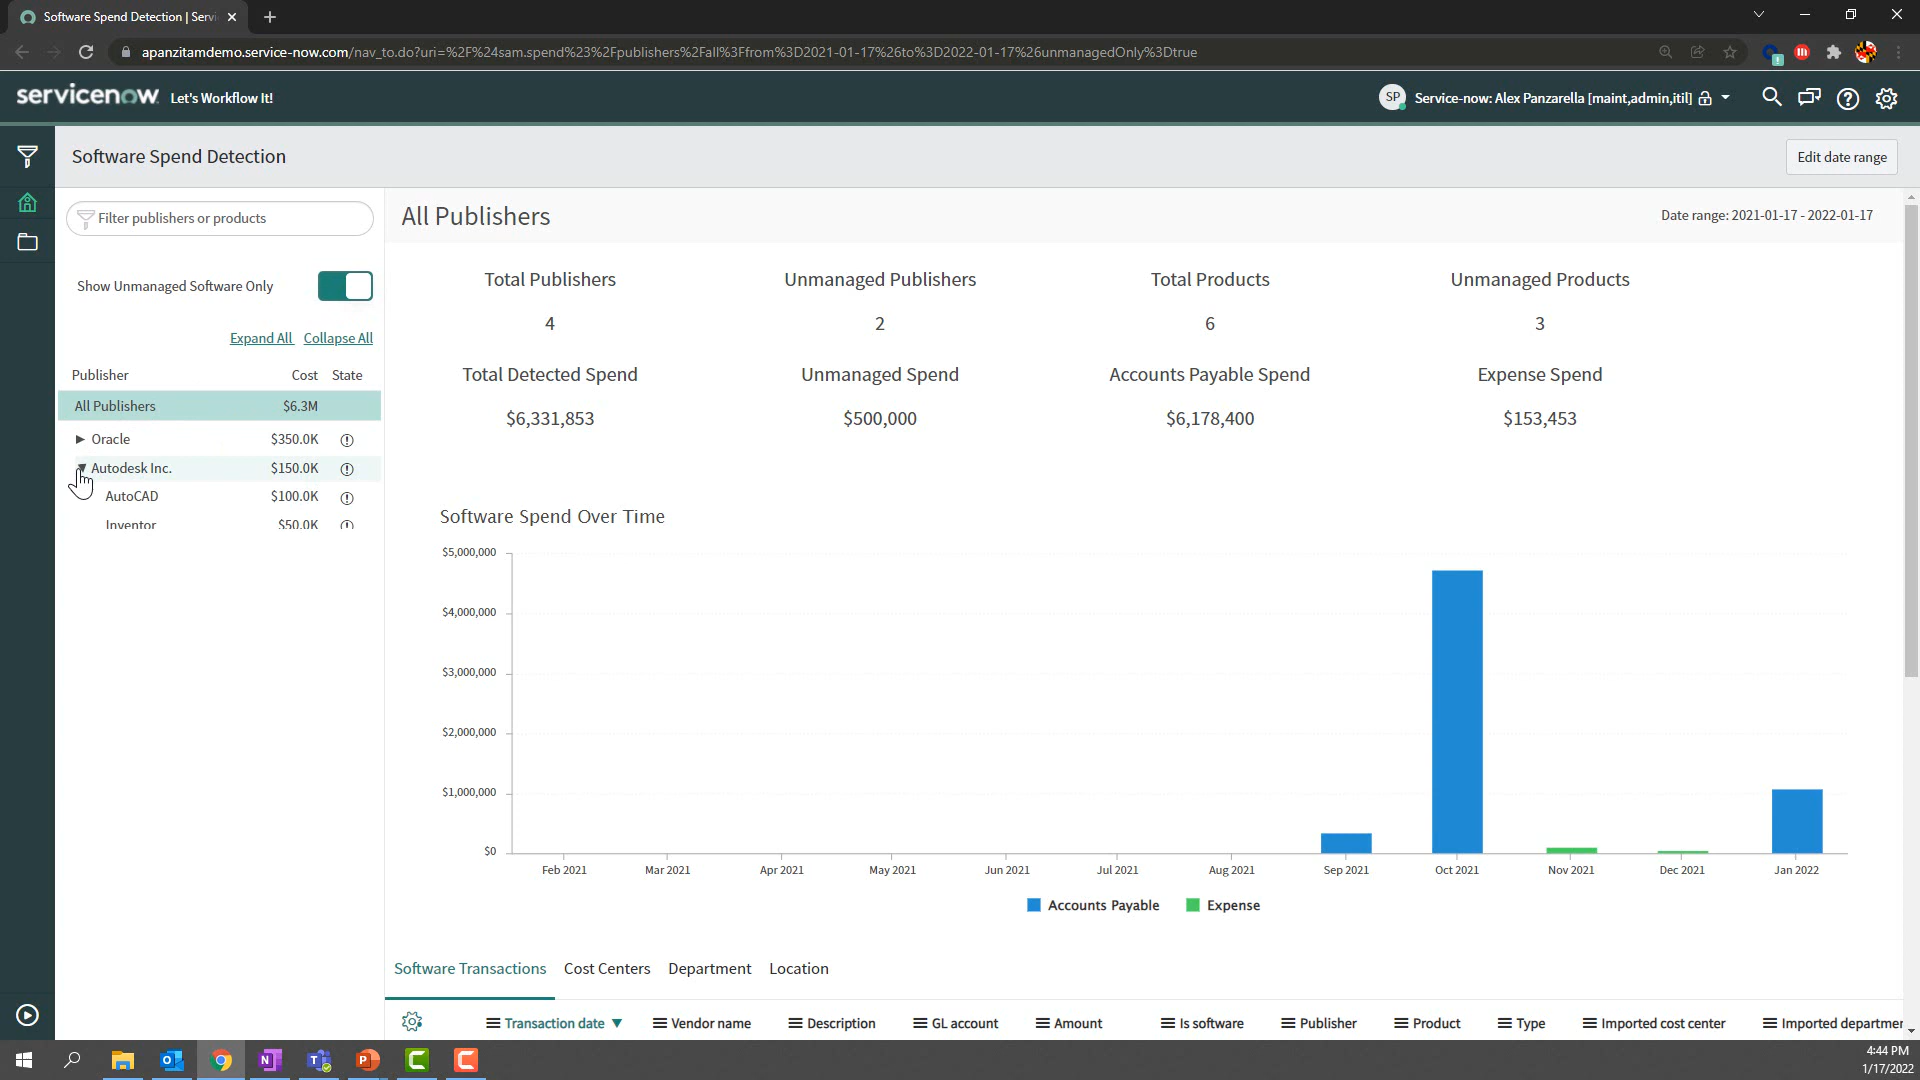 Software Spend Detection | Servi
apanzitamdemo.service-now.com/nav_to.do?uri=%2F%24sam.spend%23%2Fpublishers%2Fall%3Ffrom%3D2021-01-17%26to%3D2022-01-17%26unmanagedOnly%3Dtrue
servicenow Let's Workflow It!
SP Service-now: Alex Panzarella [maint,admin,itil]
Software Spend Detection
Edit date range
Filter publishers or products
All Publishers
Date range: 2021-01-17 - 2022-01-17
Show Unmanaged Software Only
Expand All Collapse All
Publisher Cost State
All Publishers $6.3M
Oracle $350.0K
Autodesk Inc. $150.0K
AutoCAD $100.0K
Inventor $50.0K
Total Publishers Unmanaged Publishers Total Products Unmanaged Products
4 2 6 3
Total Detected Spend Unmanaged Spend Accounts Payable Spend Expense Spend
$6,331,853 $500,000 $6,178,400 $153,453
Software Spend Over Time
$5,000,000
$4,000,000
$3,000,000
$2,000,000
$1,000,000
$0
Feb 2021 Mar 2021 Apr 2021 May 2021 Jun 2021 Jul 2021 Aug 2021 Sep 2021 Oct 2021 Nov 2021 Dec 2021 Jan 2022
Accounts Payable Expense
Software Transactions Cost Centers Department Location
Transaction date Vendor name Description GL account Amount Is software Publisher Product Type Imported cost center Imported departmen
4:44 PM
1/17/2022